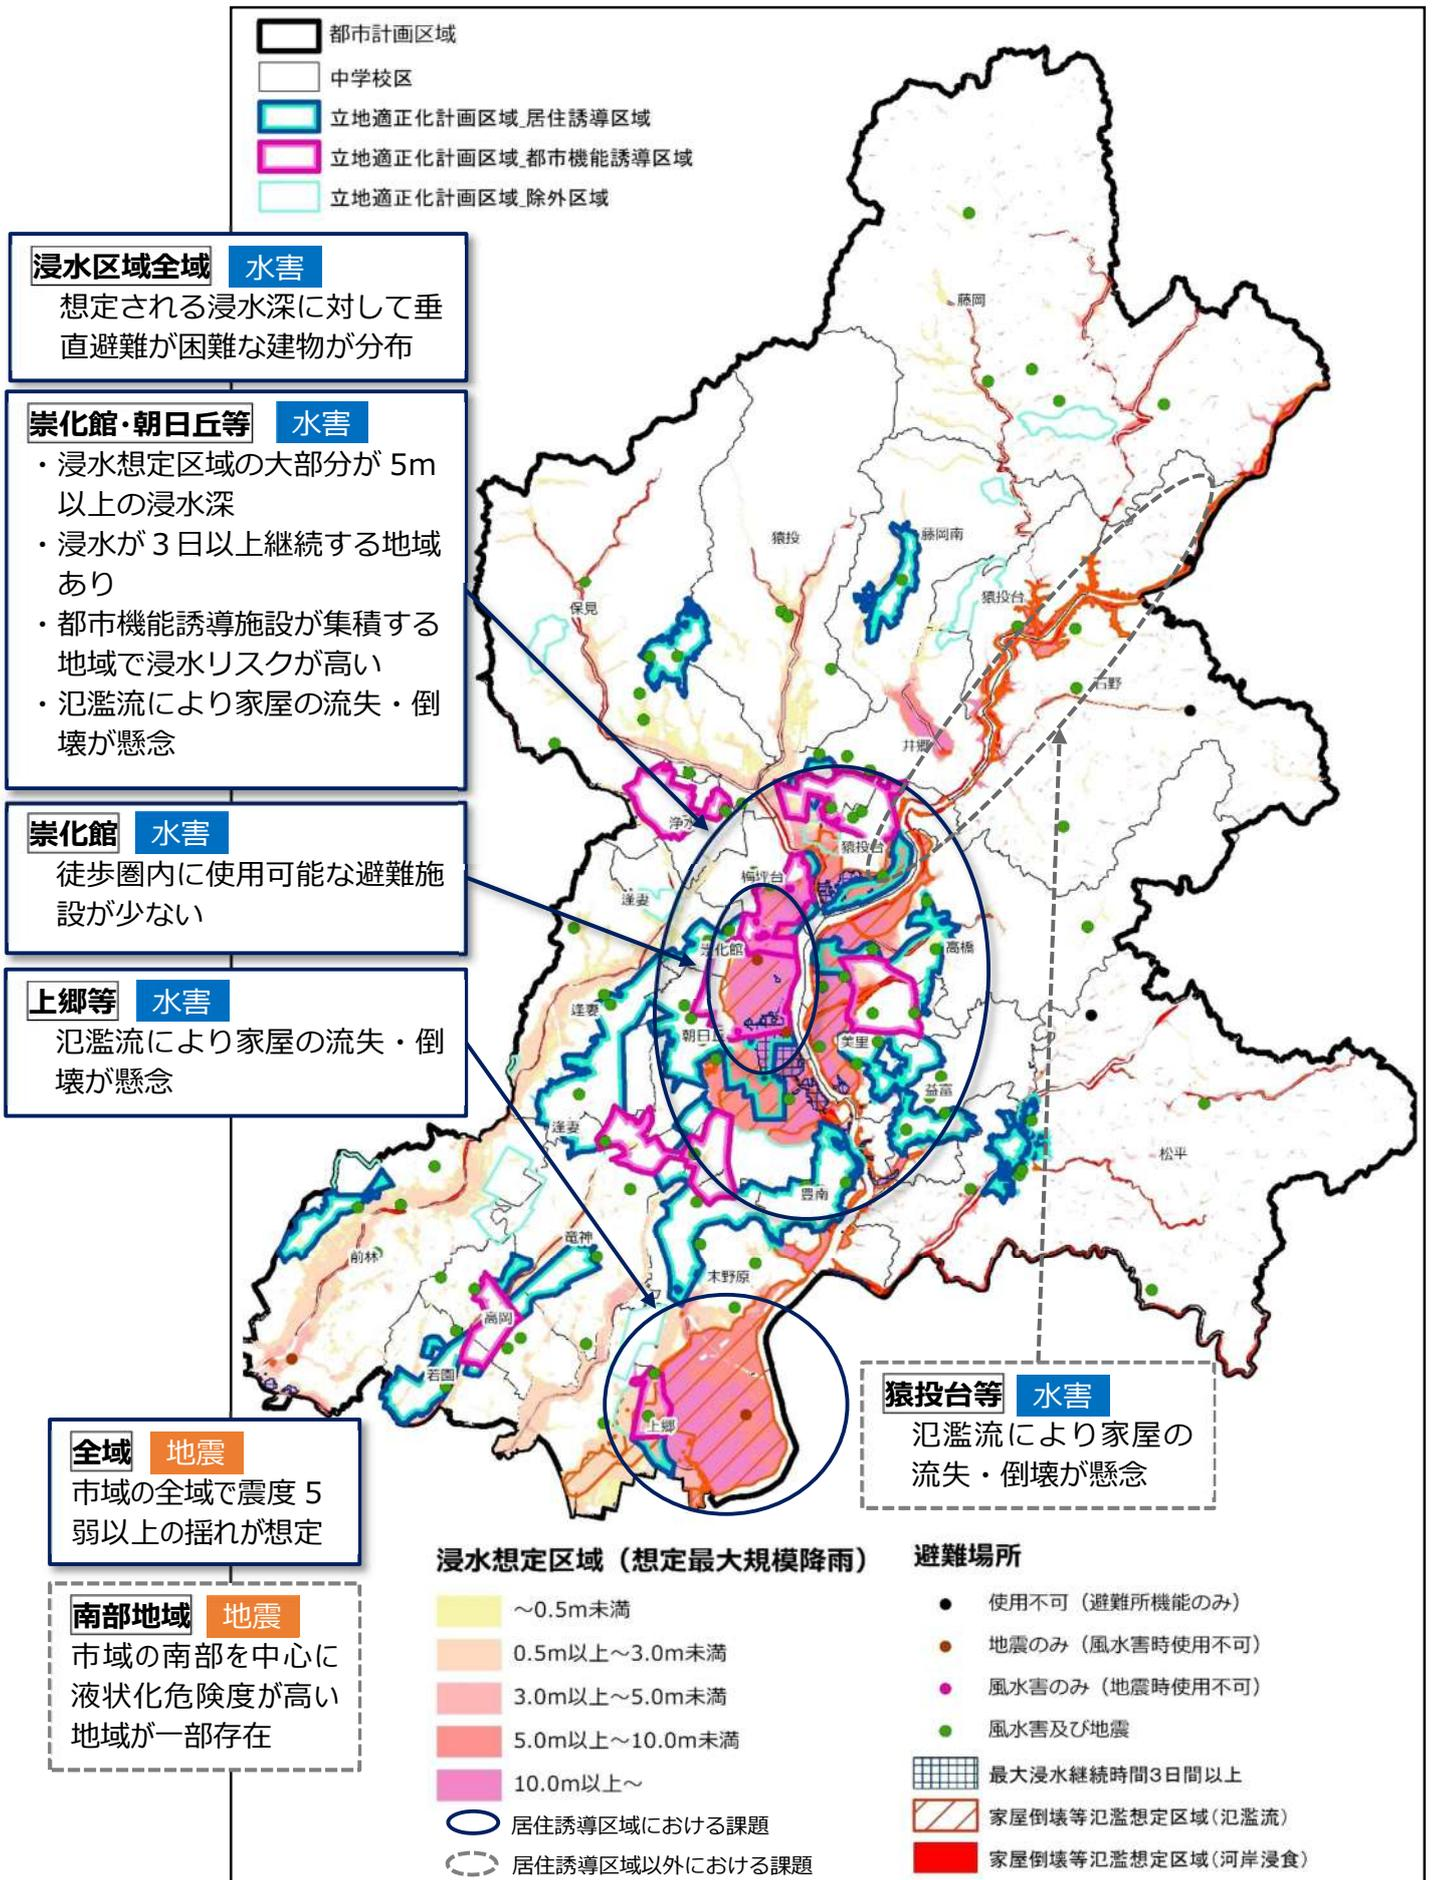 都市計画区域
中学校区
立地適正化計画区域_居住誘導区域
立地適正化計画区域_都市機能誘導区域
立地適正化計画区域_除外区域
浸水区域全域 水害
想定される浸水深に対して垂
直避難が困難な建物が分布
崇化館・朝日丘等 水害
・浸水想定区域の大部分が 5m
以上の浸水深
・浸水が 3 日以上継続する地域
あり
・都市機能誘導施設が集積する
地域で浸水リスクが高い
・氾濫流により家屋の流失・倒
壊が懸念
崇化館 水害
徒歩圏内に使用可能な避難施
設が少ない
上郷等 水害
氾濫流により家屋の流失・倒
壊が懸念
藤岡
猿投
藤岡南
保見
猿投台
石野
井郷
浄水
猿投台
梅坪台
逢妻
崇化館
高橋
逢妻
朝日丘
美里
益富
逢妻
松平
豊南
前林
竜神
末野原
高岡
若園
上郷
猿投台等 水害
氾濫流により家屋の
流失・倒壊が懸念
全域 地震
市域の全域で震度 5
弱以上の揺れが想定
南部地域 地震
市域の南部を中心に
液状化危険度が高い
地域が一部存在
浸水想定区域（想定最大規模降雨）
～0.5m未満
0.5m以上～3.0m未満
3.0m以上～5.0m未満
5.0m以上～10.0m未満
10.0m以上～
居住誘導区域における課題
居住誘導区域以外における課題
避難場所
使用不可（避難所機能のみ）
地震のみ（風水害時使用不可）
風水害のみ（地震時使用不可）
風水害及び地震
最大浸水継続時間3日間以上
家屋倒壊等氾濫想定区域(氾濫流)
家屋倒壊等氾濫想定区域(河岸浸食)